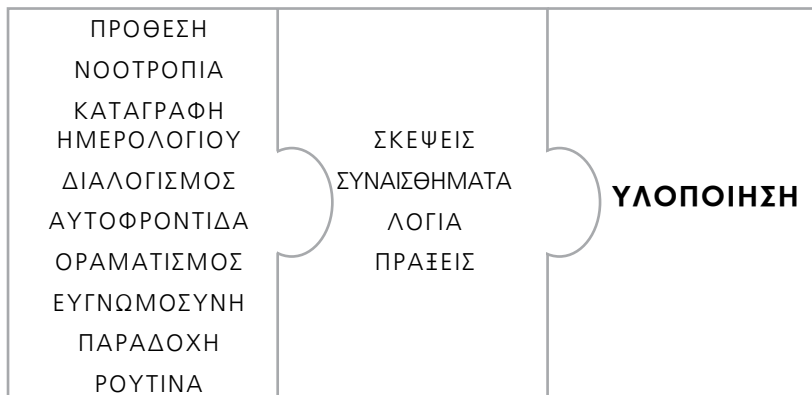 ΠΡΟΘΕΣΗ
ΝΟΟΤΡΟΠΙΑ
ΚΑΤΑΓΡΑΦΗ
ΗΜΕΡΟΛΟΓΙΟΥ
ΔΙΑΛΟΓΙΣΜΟΣ
ΑΥΤΟΦΡΟΝΤΙΔΑ
ΟΡΑΜΑΤΙΣΜΟΣ
ΕΥΓΝΩΜΟΣΥΝΗ
ΠΑΡΑΔΟΧΗ
ΡΟΥΤΙΝΑ
ΣΚΕΨΕΙΣ
ΣΥΝΑΙΣΘΗΜΑΤΑ
ΛΟΓΙΑ
ΠΡΑΞΕΙΣ
ΥΛΟΠΟΙΗΣΗ